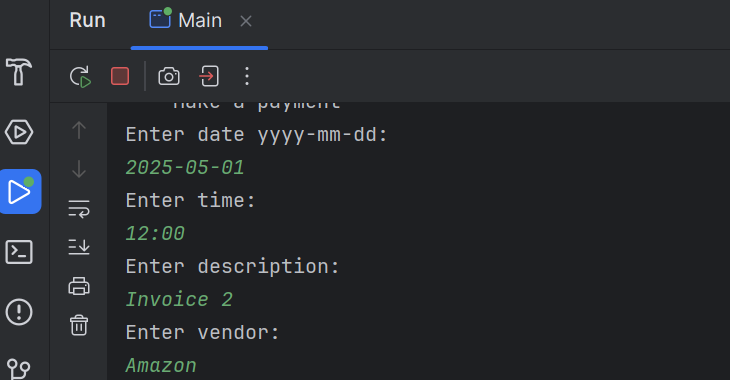 Run Main
Make a payment
Enter date yyyy-mm-dd:
2025-05-01
Enter time:
12:00
Enter description:
Invoice 2
Enter vendor:
Amazon